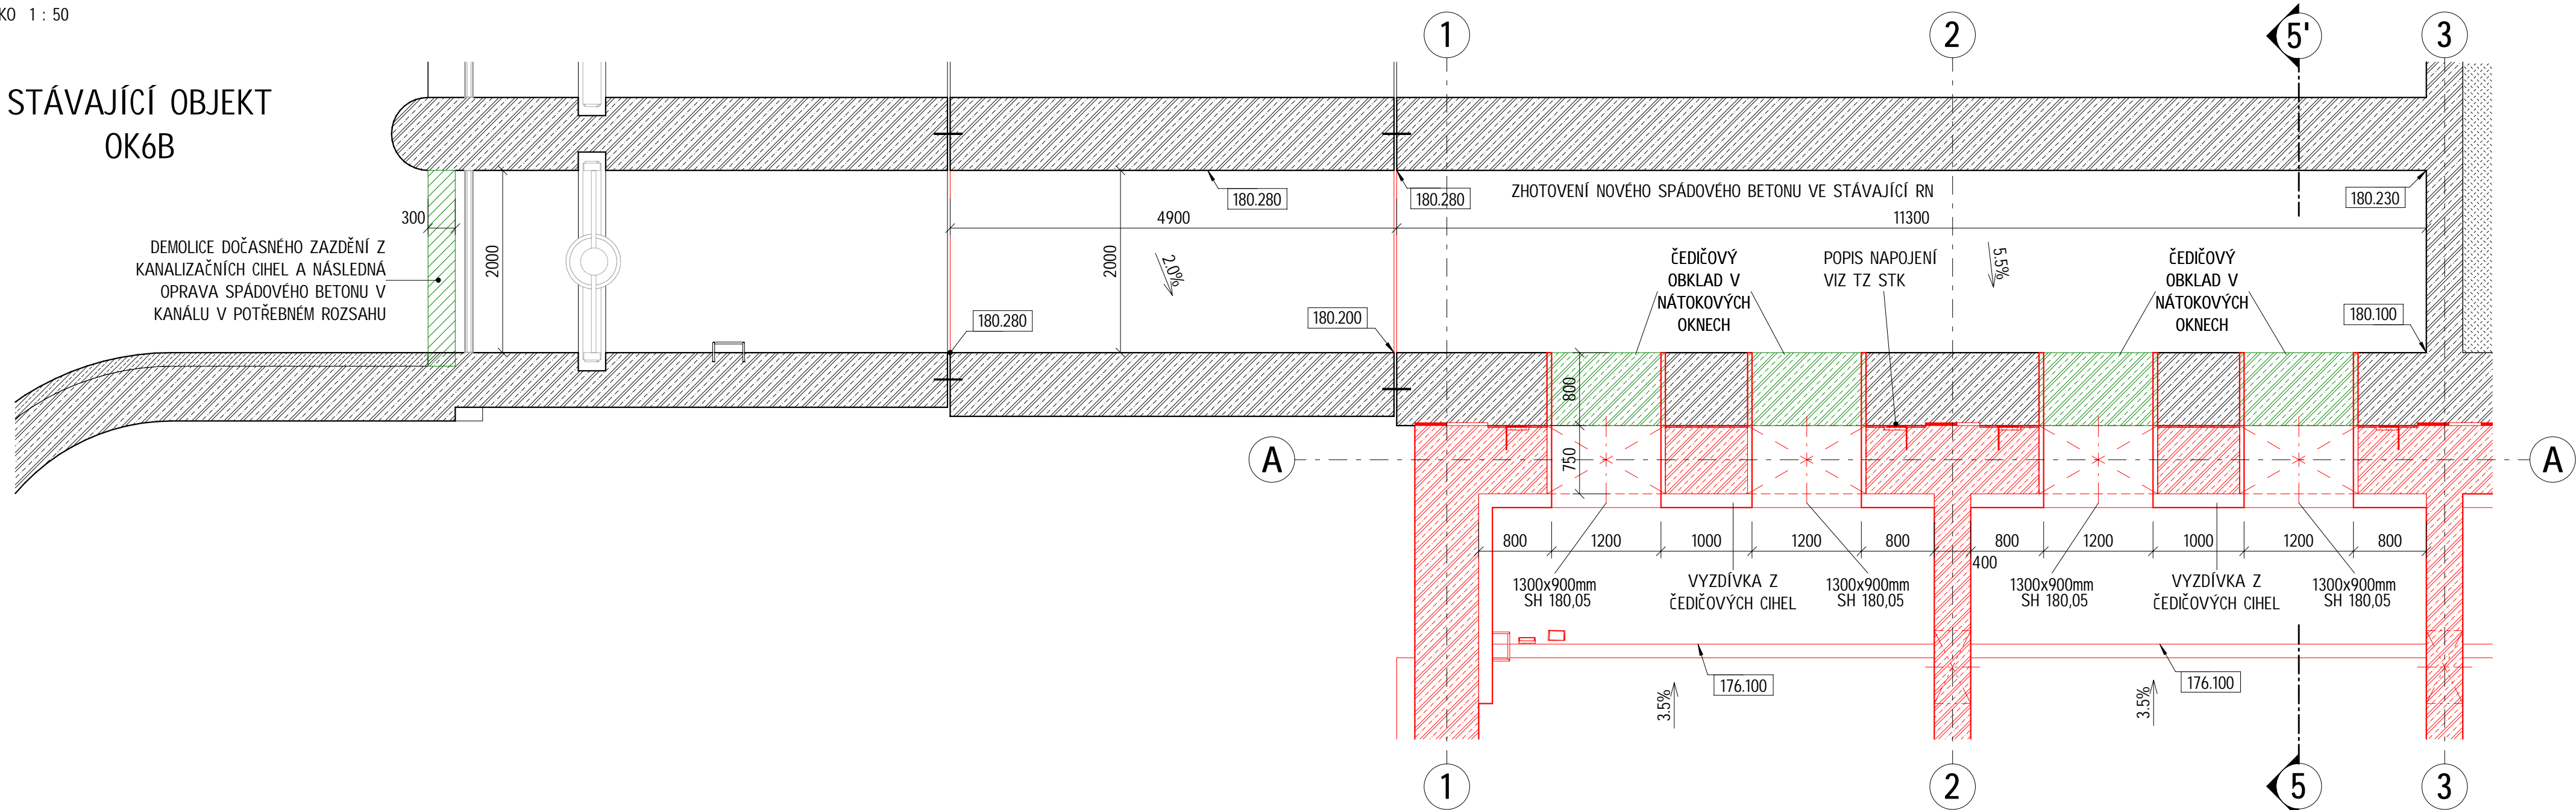 KO 1 : 50
STÁVAJÍCÍ OBJEKT
OK6B
1
2
5'
3
DEMOLICE DOČASNÉHO ZAZDĚNÍ Z
KANALIZAČNÍCH CIHEL A NÁSLEDNÁ
OPRAVA SPÁDOVÉHO BETONU V
KANÁLU V POTŘEBNÉM ROZSAHU
300
2000
180.280
4900
180.280
ZHOTOVENÍ NOVÉHO SPÁDOVÉHO BETONU VE STÁVAJÍCÍ RN
11300
180.230
2000
2.0%
180.280
180.200
ČEDIČOVÝ
OBKLAD V
NÁTOKOVÝCH
OKNECH
POPIS NAPOJENÍ
VIZ TZ STK
5.5%
ČEDIČOVÝ
OBKLAD V
NÁTOKOVÝCH
OKNECH
180.100
800
750
A
A
800
1200
1000
1200
800
400
800
1200
1000
1200
800
1300x900mm
SH 180,05
VYZDÍVKA Z
ČEDIČOVÝCH CIHEL
1300x900mm
SH 180,05
1300x900mm
SH 180,05
VYZDÍVKA Z
ČEDIČOVÝCH CIHEL
1300x900mm
SH 180,05
3.5%
176.100
3.5%
176.100
1
2
5
3